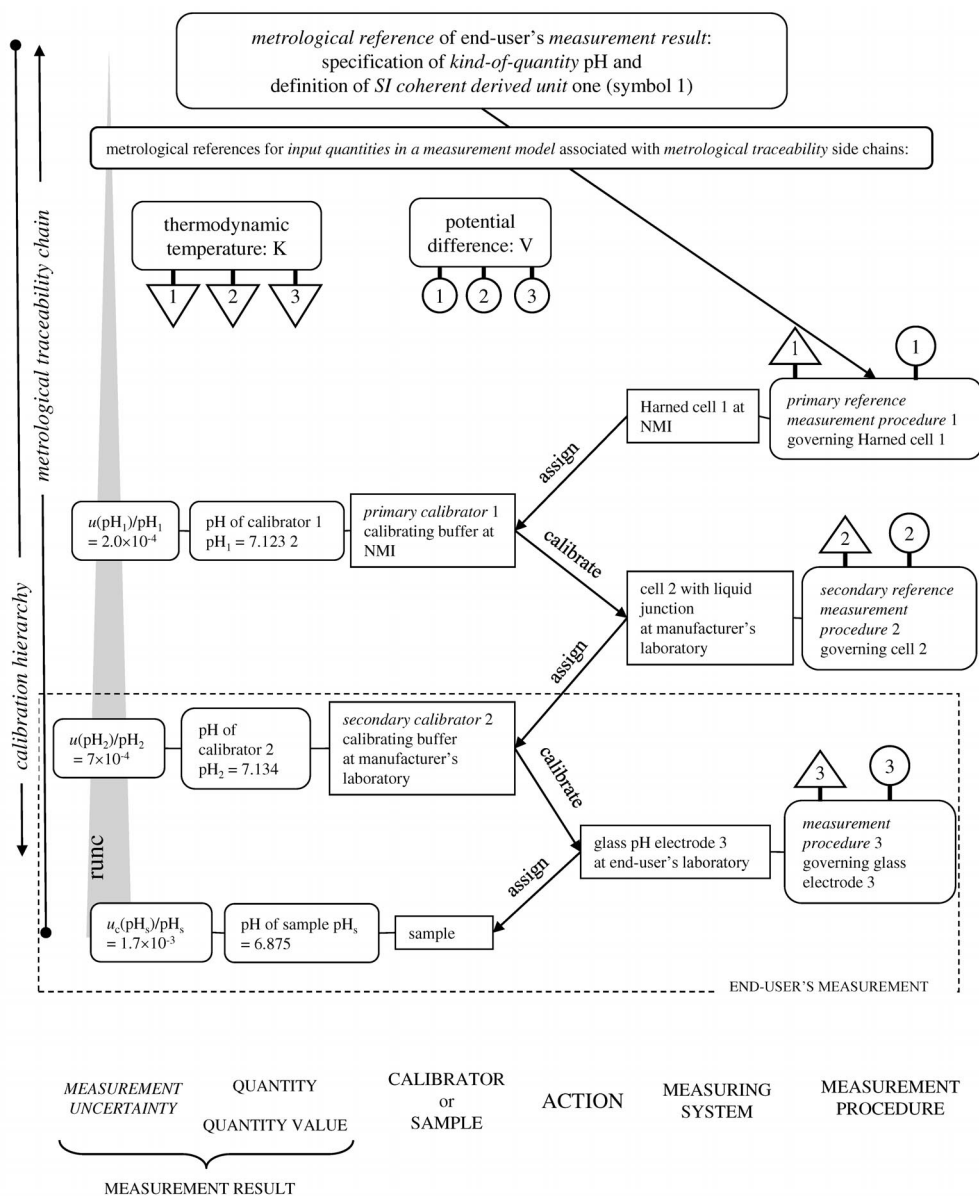 metrological reference of end-user's measurement result:
specification of kind-of-quantity pH and
definition of SI coherent derived unit one (symbol 1)
metrological references for input quantities in a measurement model associated with metrological traceability side chains:
metrological traceability chain
calibration hierarchy
thermodynamic
temperature: K
1 2 3
potential
difference: V
1 2 3
1 1
Harned cell 1 at
NMI
primary reference
measurement procedure 1
governing Harned cell 1
assign
u(pH₁)/pH₁
= 2.0×10⁻⁴
pH of calibrator 1
pH₁ = 7.123 2
primary calibrator 1
calibrating buffer at
NMI
calibrate
2 2
cell 2 with liquid
junction
at manufacturer's
laboratory
secondary reference
measurement
procedure 2
governing cell 2
assign
u(pH₂)/pH₂
= 7×10⁻⁴
pH of
calibrator 2
pH₂ = 7.134
secondary calibrator 2
calibrating buffer
at manufacturer's
laboratory
calibrate
3 3
glass pH electrode 3
at end-user's laboratory
measurement
procedure 3
governing glass
electrode 3
runc
assign
u_c(pH_s)/pH_s
= 1.7×10⁻³
pH of sample pH_s
= 6.875
sample
END-USER'S MEASUREMENT
MEASUREMENT
UNCERTAINTY
QUANTITY
QUANTITY VALUE
CALIBRATOR
or
SAMPLE
ACTION
MEASURING
SYSTEM
MEASUREMENT
PROCEDURE
MEASUREMENT RESULT